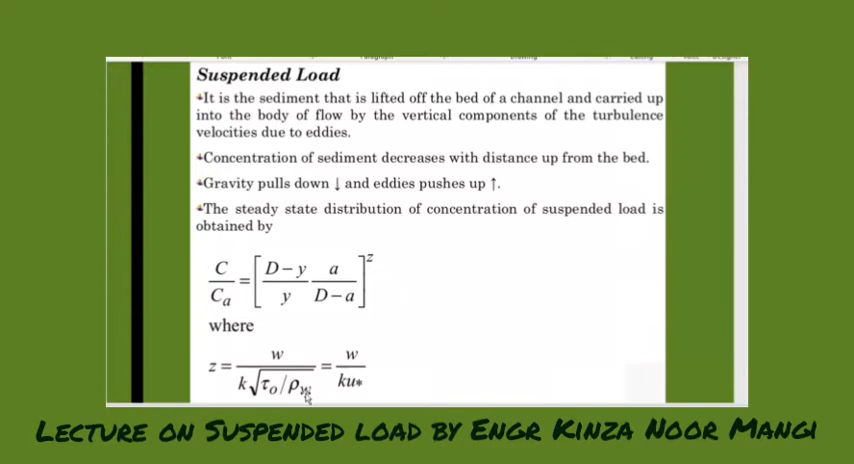 Suspended Load
It is the sediment that is lifted off the bed of a channel and carried up
into the body of flow by the vertical components of the turbulence
velocities due to eddies.
Concentration of sediment decreases with distance up from the bed.
Gravity pulls down ↓ and eddies pushes up ↑.
The steady state distribution of concentration of suspended load is
obtained by
C/Cₐ = [(D−y)/y a/(D−a)]^z
where
z = w/(k√(τₒ/ρ_w)) = w/(ku*)
Lecture on Suspended load by Engr Kinza Noor Mangi